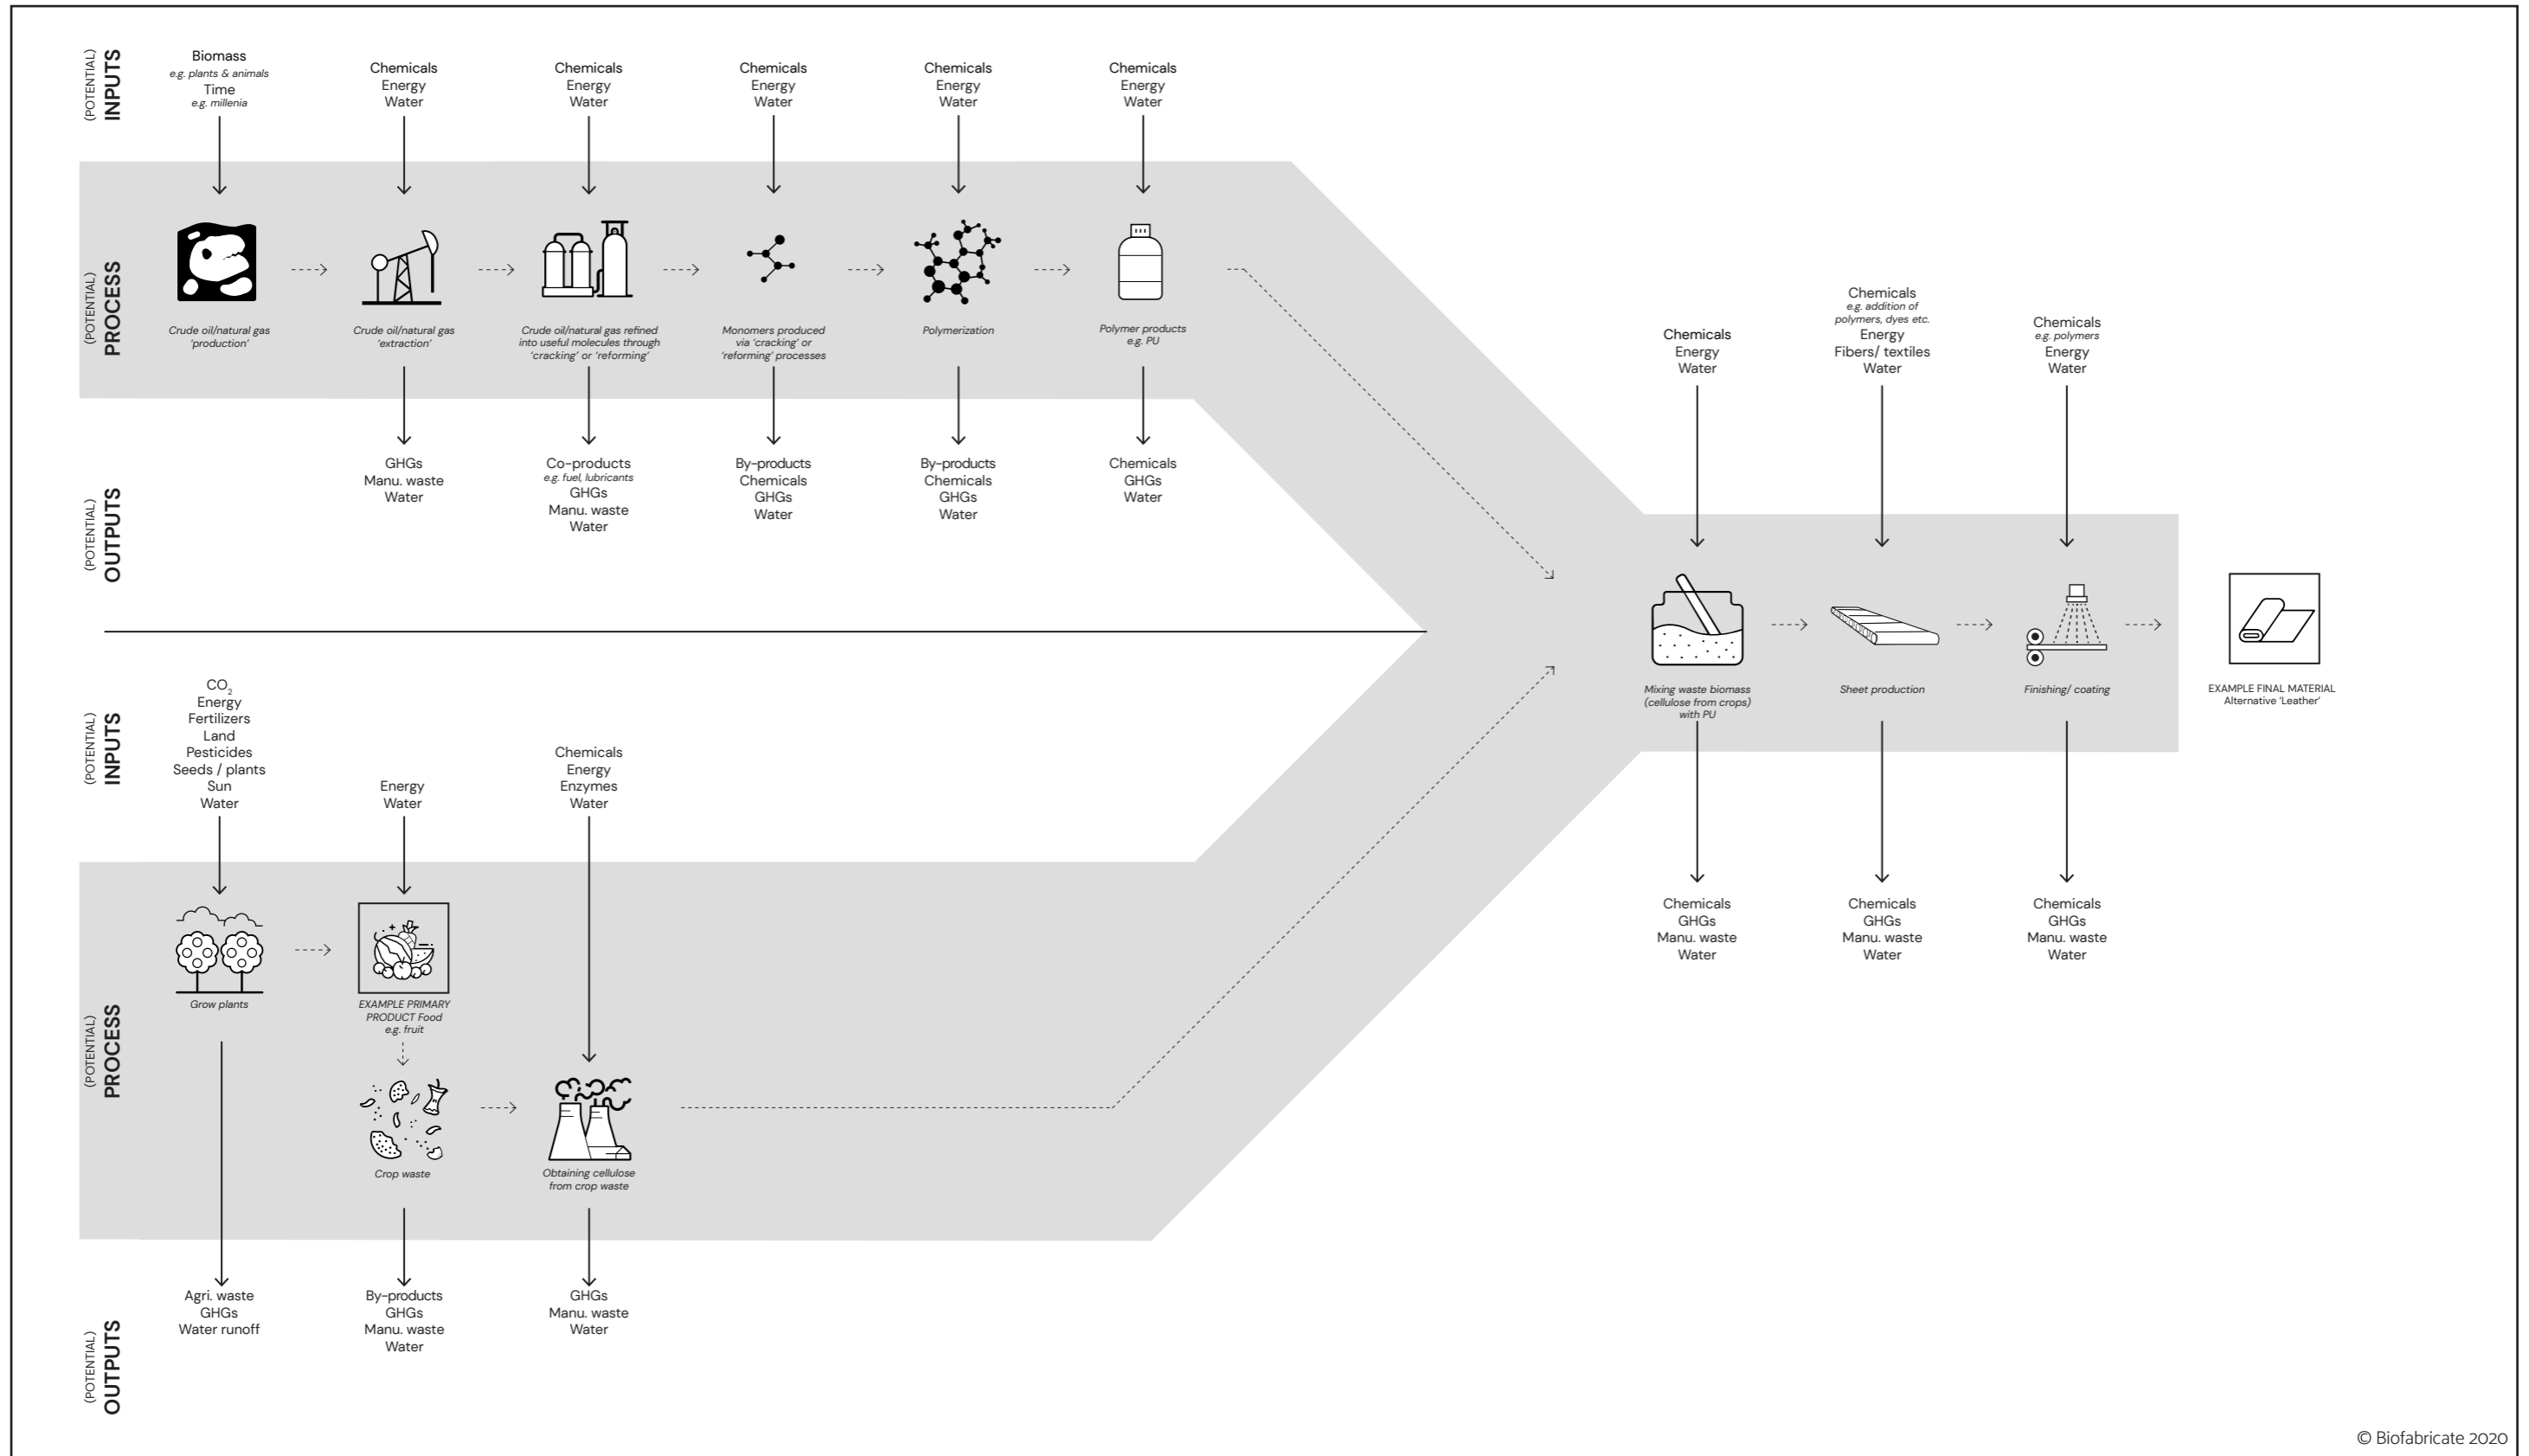 (POTENTIAL)
INPUTS
Biomass
e.g. plants & animals
Time
e.g. millenia
Chemicals
Energy
Water
Chemicals
Energy
Water
Chemicals
Energy
Water
Chemicals
Energy
Water
Chemicals
Energy
Water
(POTENTIAL)
PROCESS
Crude oil/natural gas
‘production’
Crude oil/natural gas
‘extraction’
Crude oil/natural gas refined
into useful molecules through
‘cracking’ or ‘reforming’
Monomers produced
via ‘cracking’ or
‘reforming’ processes
Polymerization
Polymer products
e.g. PU
(POTENTIAL)
OUTPUTS
GHGs
Manu. waste
Water
Co-products
e.g. fuel, lubricants
GHGs
Manu. waste
Water
By-products
Chemicals
GHGs
Water
By-products
Chemicals
GHGs
Water
Chemicals
GHGs
Water
(POTENTIAL)
INPUTS
CO2
Energy
Fertilizers
Land
Pesticides
Seeds / plants
Sun
Water
Energy
Water
Chemicals
Energy
Enzymes
Water
(POTENTIAL)
PROCESS
Grow plants
EXAMPLE PRIMARY
PRODUCT Food
e.g. fruit
Crop waste
Obtaining cellulose
from crop waste
(POTENTIAL)
OUTPUTS
Agri. waste
GHGs
Water runoff
By-products
GHGs
Manu. waste
Water
GHGs
Manu. waste
Water
Chemicals
Energy
Water
Chemicals
e.g. addition of
polymers, dyes etc.
Energy
Fibers/ textiles
Water
Chemicals
e.g. polymers
Energy
Water
Mixing waste biomass
(cellulose from crops)
with PU
Sheet production
Finishing/ coating
EXAMPLE FINAL MATERIAL
Alternative ‘Leather’
Chemicals
GHGs
Manu. waste
Water
Chemicals
GHGs
Manu. waste
Water
Chemicals
GHGs
Manu. waste
Water
© Biofabricate 2020